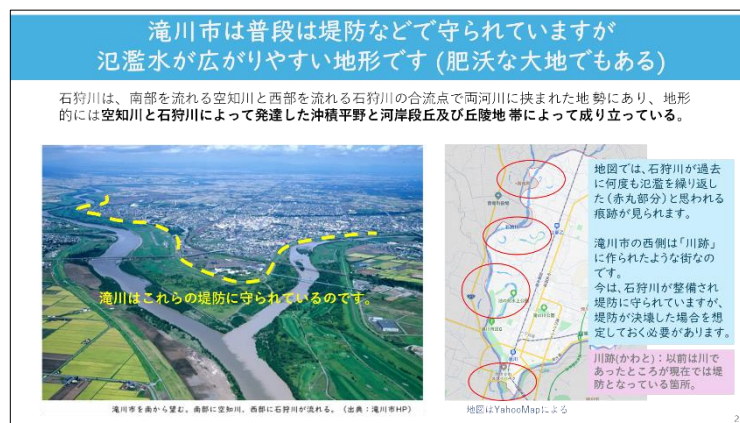 滝川市は普段は堤防などで守られていますが
氾濫水が広がりやすい地形です (肥沃な大地でもある)
石狩川は、南部を流れる空知川と西部を流れる石狩川の合流点で両河川に挟まれた地 勢にあり、地形
的には空知川と石狩川によって発達した沖積平野と河岸段丘及び丘陵地 帯によって成り立っている。
滝川はこれらの堤防に守られているのです。
滝川市を南から望む。南部に空知川、西部に石狩川が流れる。（出典：滝川市HP）
地図では、石狩川が過去
に何度も氾濫を繰り返し
た（赤丸部分）と思われる
痕跡が見られます。
滝川市の西側は「川跡」
に作られたような街なの
です。
今は、石狩川が整備され
堤防に守られていますが、
堤防が決壊した場合を想
定しておく必要があります。
川跡(かわと)：以前は川で
あったところが現在では堤
防となっている箇所。
地図はYahooMapによる
2